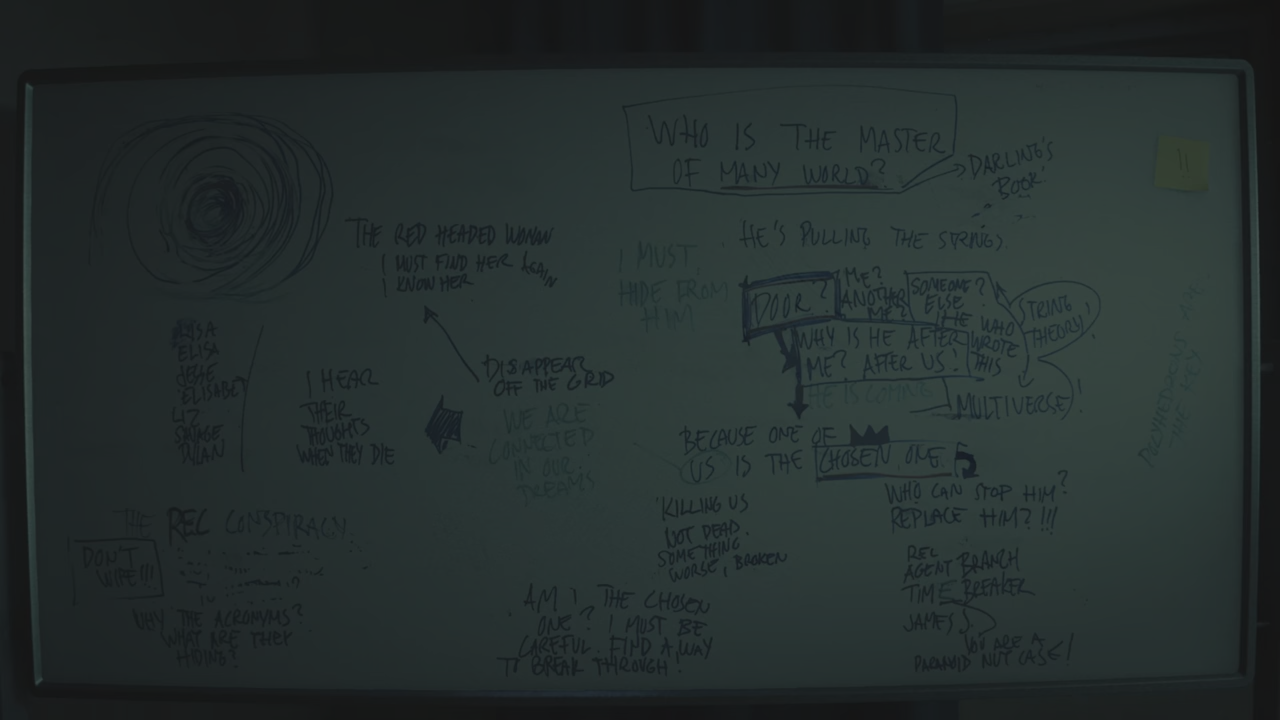 WHO IS THE MASTER
OF MANY WORLD?
DARLING'S
BOOK
HE'S PULLING THE STRINGS
THE RED HEADED WOMAN
I MUST FIND HER AGAIN
I KNOW HER
I MUST
HIDE FROM
HIM
DOOR?
ME?
ANOTHER
ME?
SOMEONE?
ELSE
HE WHO
WROTE
THIS
STRING
THEORY!
WHY IS HE AFTER
ME? AFTER US!
HE IS COMING
MULTIVERSE!
ELISA
JESSE
ELISABET
LIZ
DYLAN
I HEAR
THEIR
THOUGHTS
WHEN THEY DIE
DISAPPEAR
OFF THE GRID
WE ARE
CONNECTED
IN OUR
DREAMS
BECAUSE ONE OF
US IS THE CHOSEN ONE
KILLING US
NOT DEAD.
SOMETHING
WORSE, BROKEN
WHO CAN STOP HIM?
REPLACE HIM?!!!
REC
AGENT BRANCH
TIME BREAKER
JAMES
YOU ARE A
PARANOID NUT CASE!
THE REC CONSPIRACY
DON'T
WIPE!!!
WHY THE ACRONYMS?
WHAT ARE THEY
HIDING?
AM I THE CHOSEN
ONE? I MUST BE
CAREFUL. FIND A WAY
TO BREAK THROUGH!
ARE
THE KEY